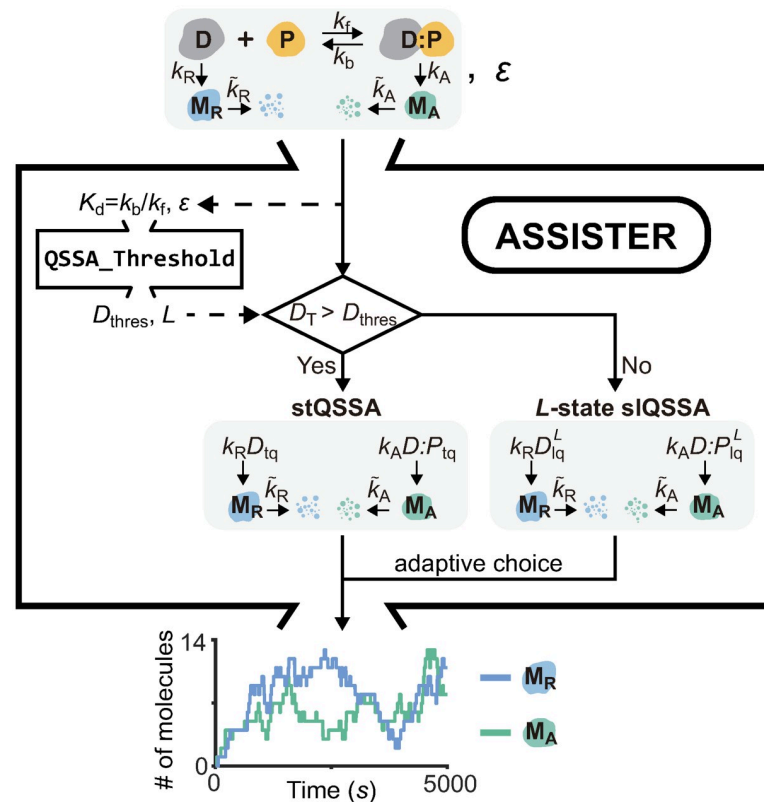 D + P k_f k_b D:P
k_R k̃_R k̃_A k_A , ε
M_R M_A
K_d=k_b/k_f, ε
ASSISTER
QSSA_Threshold
D_thres, L
D_T > D_thres
Yes
No
stQSSA
L-state slQSSA
k_R D_tq k_A D:P_tq
k_R D_lq^L k_A D:P_lq^L
k̃_R k̃_A
k̃_R k̃_A
M_R M_A
M_R M_A
adaptive choice
# of molecules
14
0
0 5000
Time (s)
M_R
M_A